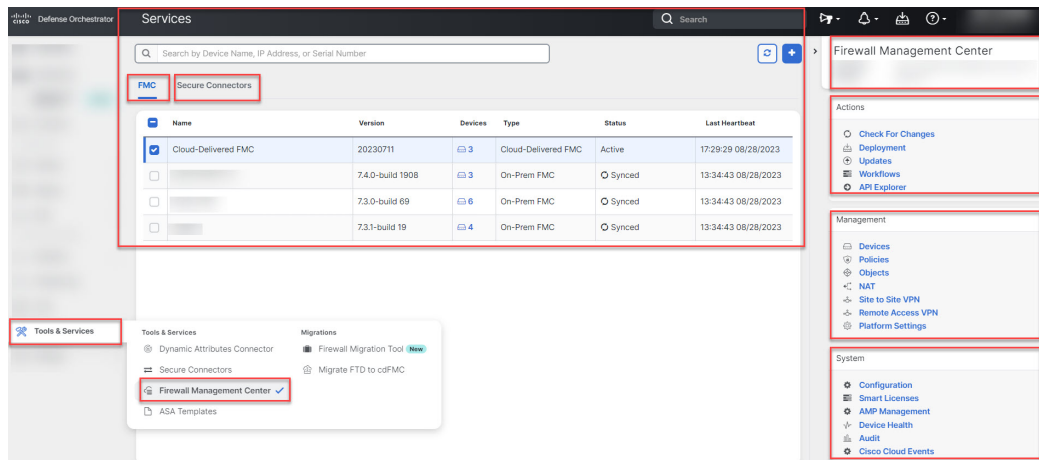 cisco Defense Orchestrator
Services
Search
Search by Device Name, IP Address, or Serial Number
FMC
Secure Connectors
Name Version Devices Type Status Last Heartbeat
Cloud-Delivered FMC 20230711 3 Cloud-Delivered FMC Active 17:29:29 08/28/2023
7.4.0-build 1908 3 On-Prem FMC Synced 13:34:43 08/28/2023
7.3.0-build 69 6 On-Prem FMC Synced 13:34:43 08/28/2023
7.3.1-build 19 4 On-Prem FMC Synced 13:34:43 08/28/2023
Tools & Services
Tools & Services
Dynamic Attributes Connector
Secure Connectors
Firewall Management Center
ASA Templates
Migrations
Firewall Migration Tool New
Migrate FTD to cdFMC
Firewall Management Center
Actions
Check For Changes
Deployment
Updates
Workflows
API Explorer
Management
Devices
Policies
Objects
NAT
Site to Site VPN
Remote Access VPN
Platform Settings
System
Configuration
Smart Licenses
AMP Management
Device Health
Audit
Cisco Cloud Events